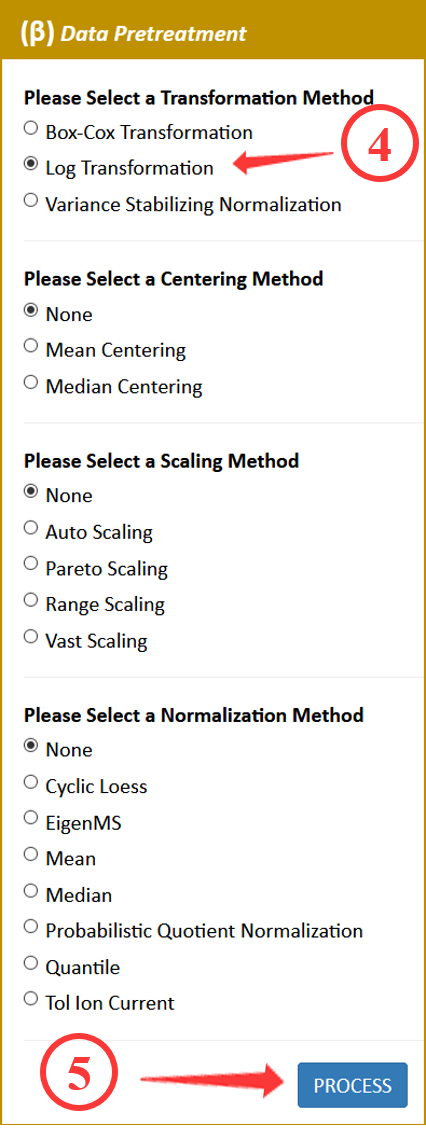 (β) Data Pretreatment
Please Select a Transformation Method
Box-Cox Transformation
Log Transformation
4
Variance Stabilizing Normalization
Please Select a Centering Method
None
Mean Centering
Median Centering
Please Select a Scaling Method
None
Auto Scaling
Pareto Scaling
Range Scaling
Vast Scaling
Please Select a Normalization Method
None
Cyclic Loess
EigenMS
Mean
Median
Probabilistic Quotient Normalization
Quantile
Tol Ion Current
5
PROCESS